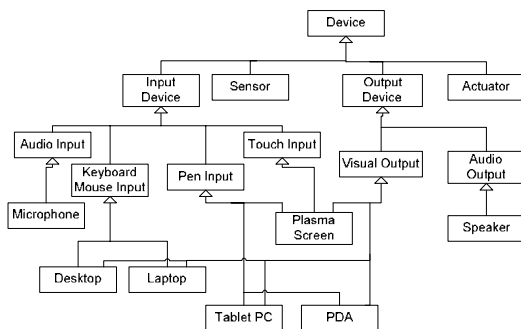 Device
Input
Device
Sensor
Output
Device
Actuator
Audio Input
Keyboard
Mouse Input
Pen Input
Touch Input
Visual Output
Audio
Output
Microphone
Plasma
Screen
Speaker
Desktop
Laptop
Tablet PC
PDA